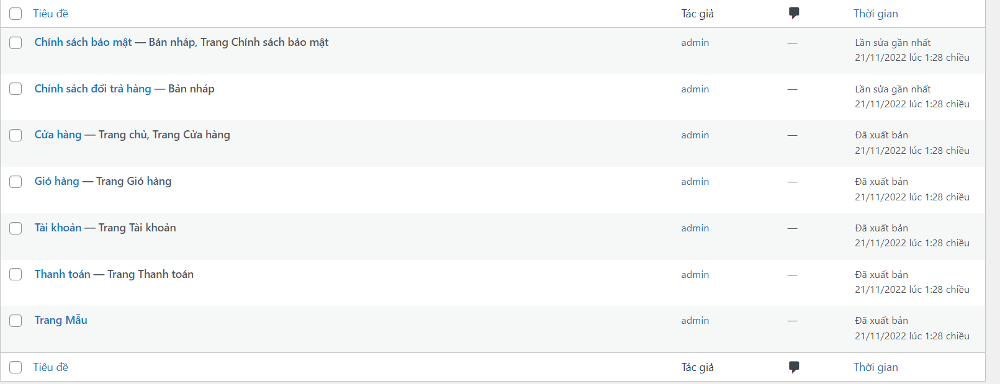 Tiêu đề Tác giả Thời gian
Chính sách bảo mật — Bản nháp, Trang Chính sách bảo mật admin — Lần sửa gần nhất
21/11/2022 lúc 1:28 chiều
Chính sách đổi trả hàng — Bản nháp admin — Lần sửa gần nhất
21/11/2022 lúc 1:28 chiều
Cửa hàng — Trang chủ, Trang Cửa hàng admin — Đã xuất bản
21/11/2022 lúc 1:28 chiều
Giỏ hàng — Trang Giỏ hàng admin — Đã xuất bản
21/11/2022 lúc 1:28 chiều
Tài khoản — Trang Tài khoản admin — Đã xuất bản
21/11/2022 lúc 1:28 chiều
Thanh toán — Trang Thanh toán admin — Đã xuất bản
21/11/2022 lúc 1:28 chiều
Trang Mẫu admin — Đã xuất bản
21/11/2022 lúc 1:28 chiều
Tiêu đề Tác giả Thời gian